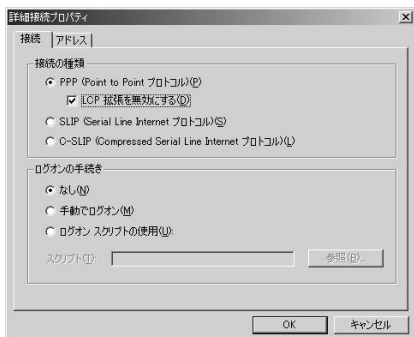 詳細接続プロパティ
接続 アドレス
接続の種類
PPP (Point to Point プロトコル)(P)
LCP 拡張を無効にする(D)
SLIP (Serial Line Internet プロトコル)(S)
C-SLIP (Compressed Serial Line Internet プロトコル)(L)
ログオンの手続き
なし(N)
手動でログオン(M)
ログオン スクリプトの使用(U):
スクリプト(T): 参照(B)...
OK キャンセル